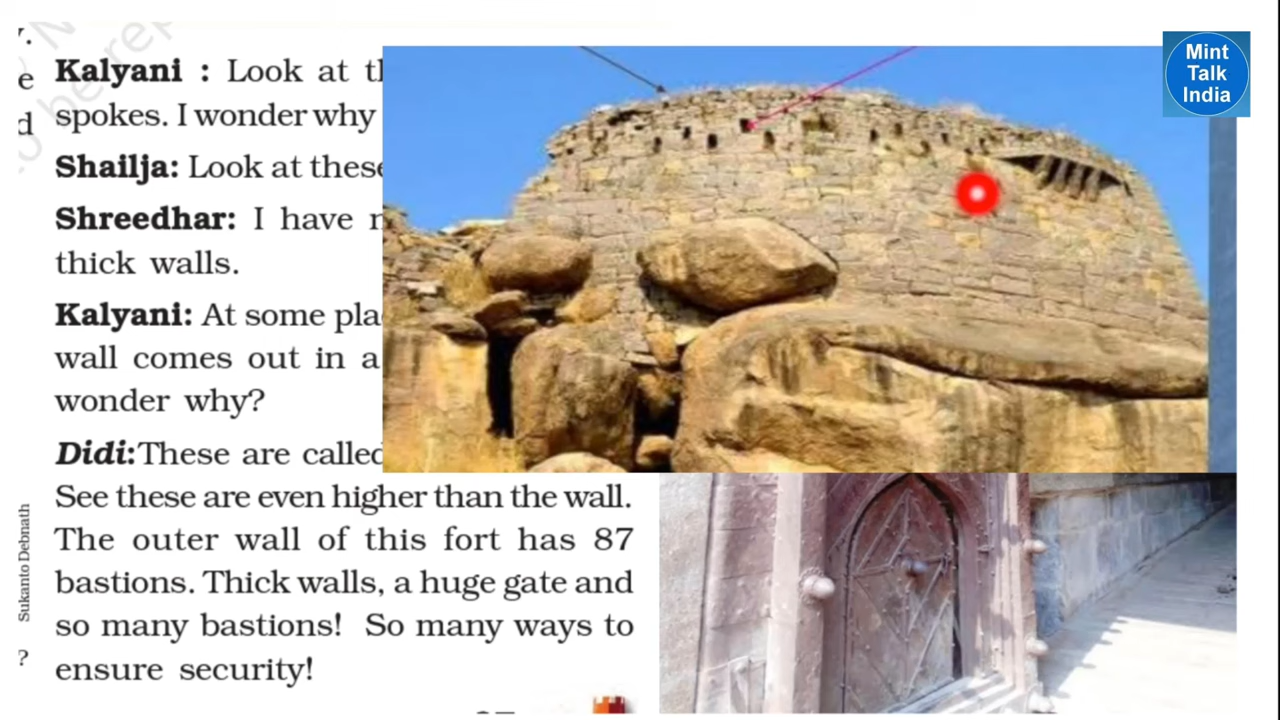 Kalyani : Look at
spokes. I wonder why
Shailja: Look at these
Shreedhar: I have
thick walls.
Kalyani: At some
wall comes out in a
wonder why?
Didi:These are called
See these are even higher than the wall.
The outer wall of this fort has 87
bastions. Thick walls, a huge gate and
so many bastions! So many ways to
ensure security!
Sukanto Debnath
?
e
d
Mint
Talk
India